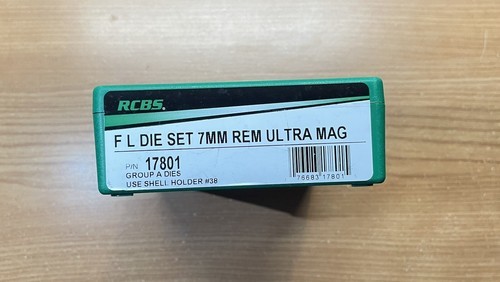 RCBS.
F L DIE SET 7MM REM ULTRA MAG
P/N 17801
GROUP A DIES
USE SHELL HOLDER #38
76683 17801